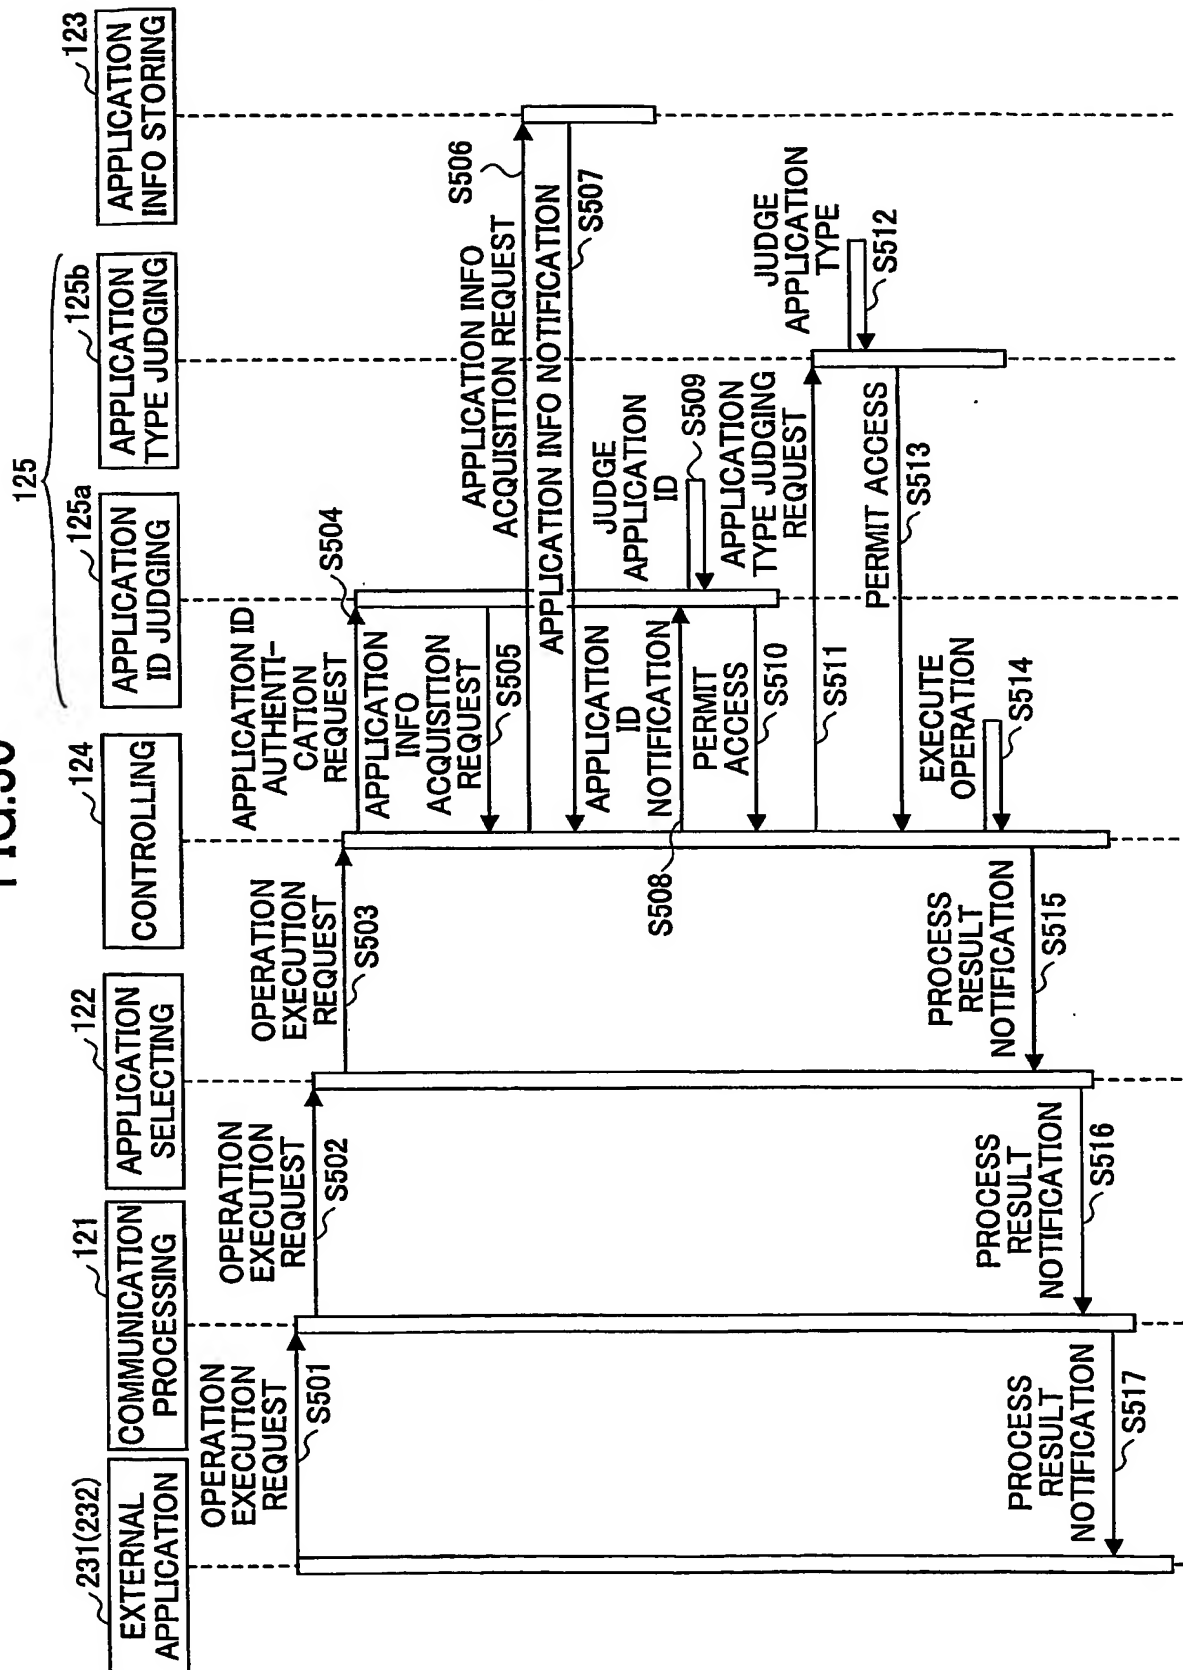 231(232)
EXTERNAL
APPLICATION
121
COMMUNICATION
PROCESSING
122
APPLICATION
SELECTING
124
CONTROLLING
125
125a
APPLICATION
ID JUDGING
125b
APPLICATION
TYPE JUDGING
123
APPLICATION
INFO STORING
OPERATION
EXECUTION
REQUEST
S501
OPERATION
EXECUTION
REQUEST
S502
OPERATION
EXECUTION
REQUEST
S503
APPLICATION ID
AUTHENTI-
CATION
REQUEST
S504
APPLICATION
INFO
ACQUISITION
REQUEST
S505
APPLICATION INFO
ACQUISITION REQUEST
S506
APPLICATION INFO NOTIFICATION
S507
APPLICATION
ID
NOTIFICATION
S508
JUDGE
APPLICATION
ID
S509
PERMIT
ACCESS
S510
APPLICATION
TYPE JUDGING
REQUEST
S511
JUDGE
APPLICATION
TYPE
S512
PERMIT ACCESS
S513
EXECUTE
OPERATION
S514
PROCESS
RESULT
NOTIFICATION
S515
PROCESS
RESULT
NOTIFICATION
S516
PROCESS
RESULT
NOTIFICATION
S517